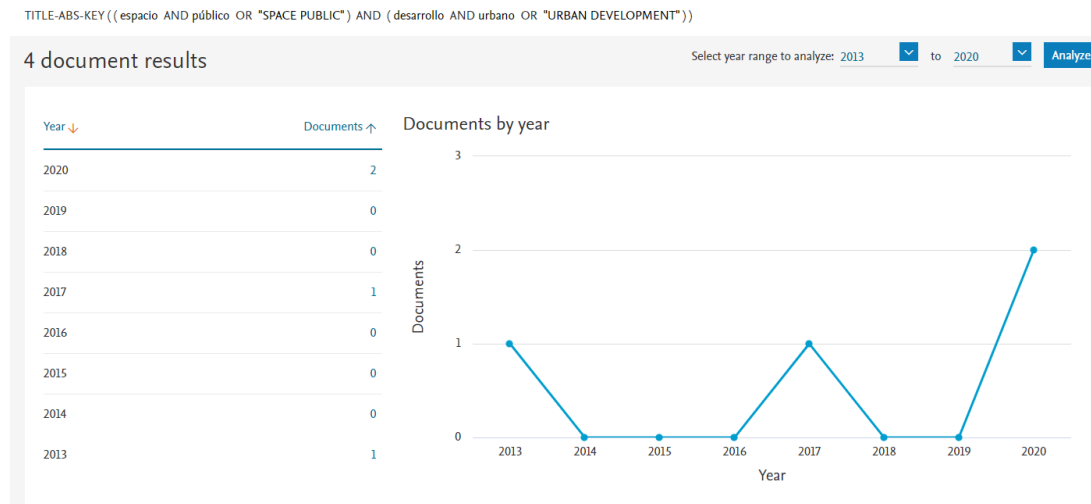 TITLE-ABS-KEY ( ( espacio AND público OR "SPACE PUBLIC" ) AND ( desarrollo AND urbano OR "URBAN DEVELOPMENT" ) )
4 document results
Select year range to analyze: 2013 to 2020 Analyze
Year Documents
2020 2
2019 0
2018 0
2017 1
2016 0
2015 0
2014 0
2013 1
Documents by year
3
2
1
0
Documents
2013 2014 2015 2016 2017 2018 2019 2020
Year